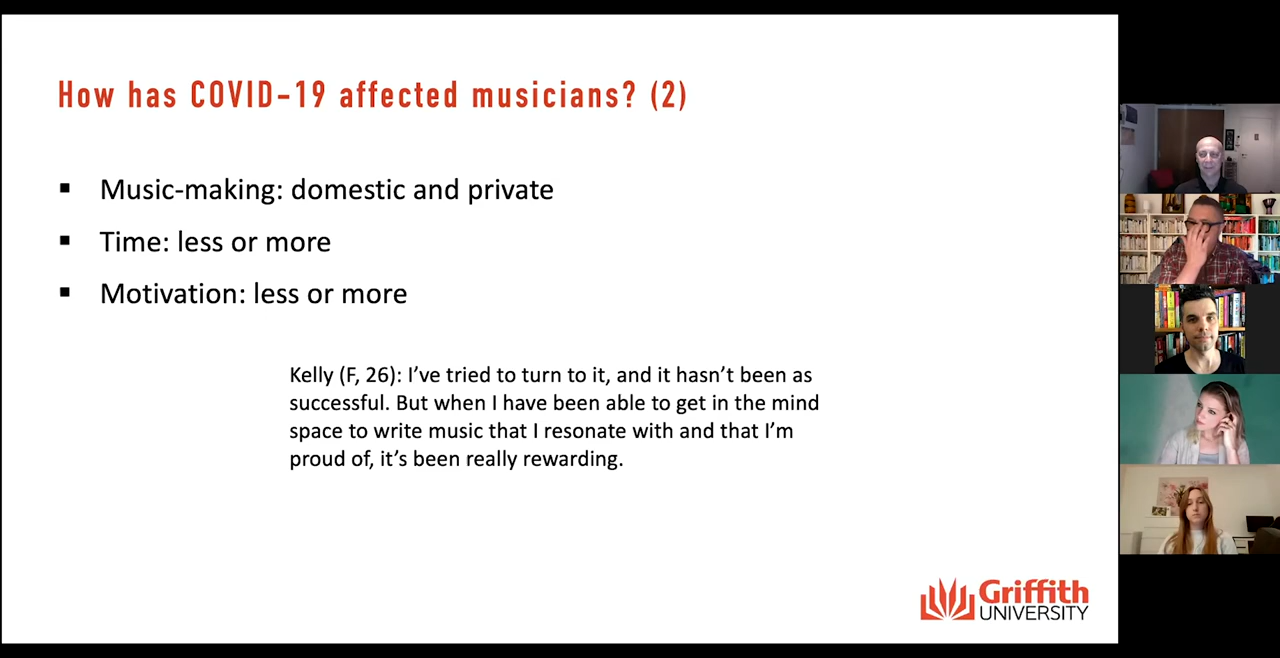 How has COVID-19 affected musicians? (2)
▪ Music-making: domestic and private
▪ Time: less or more
▪ Motivation: less or more
Kelly (F, 26): I’ve tried to turn to it, and it hasn’t been as
successful. But when I have been able to get in the mind
space to write music that I resonate with and that I’m
proud of, it’s been really rewarding.
Griffith
UNIVERSITY